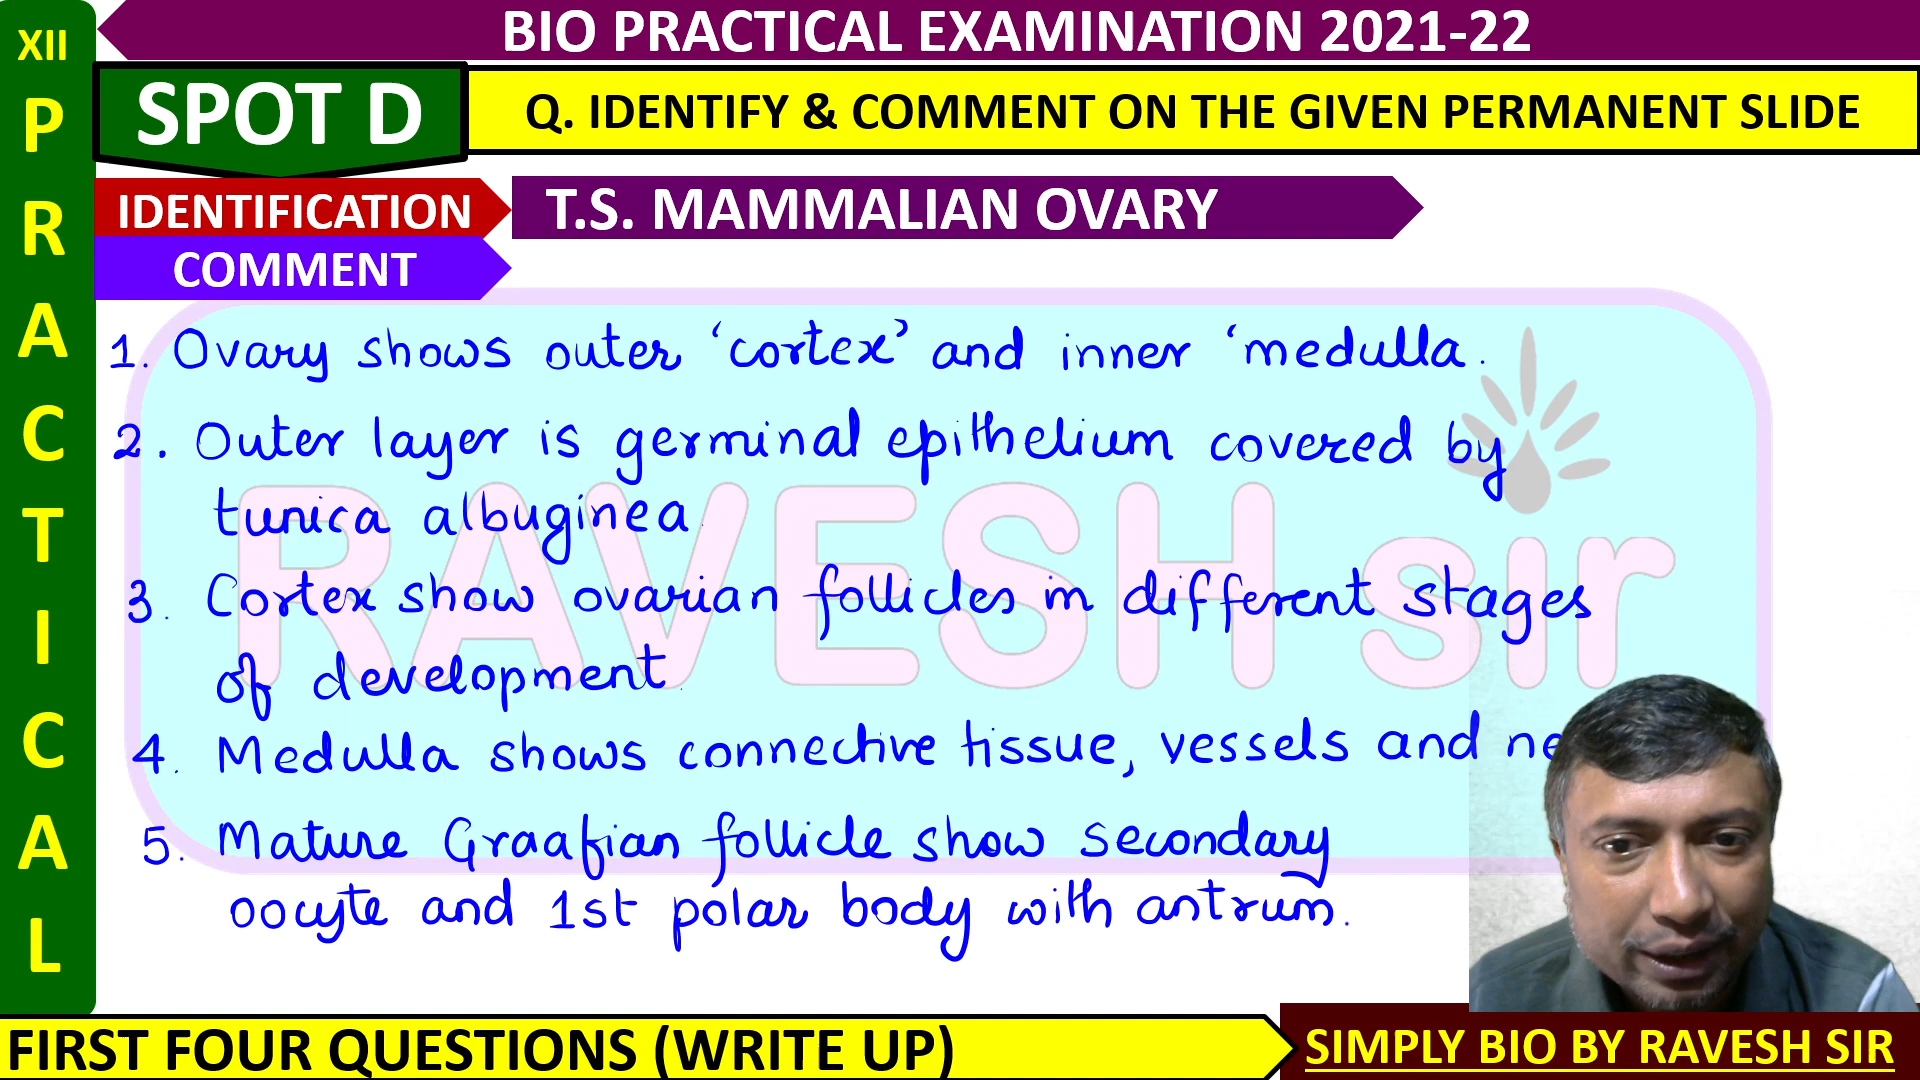 XII
PRACTICAL
BIO PRACTICAL EXAMINATION 2021-22
SPOT D
Q. IDENTIFY & COMMENT ON THE GIVEN PERMANENT SLIDE
IDENTIFICATION
T.S. MAMMALIAN OVARY
COMMENT
1. Ovary shows outer ‘cortex’ and inner ‘medulla.
2. Outer layer is germinal epithelium covered by
tunica albuginea.
3. Cortex show ovarian follicles in different stages
of development.
4. Medulla shows connective tissue, vessels and
5. Mature Graafian follicle show secondary
oocyte and 1st polar body with antrum.
RAVESH sir
FIRST FOUR QUESTIONS (WRITE UP)
SIMPLY BIO BY RAVESH SIR